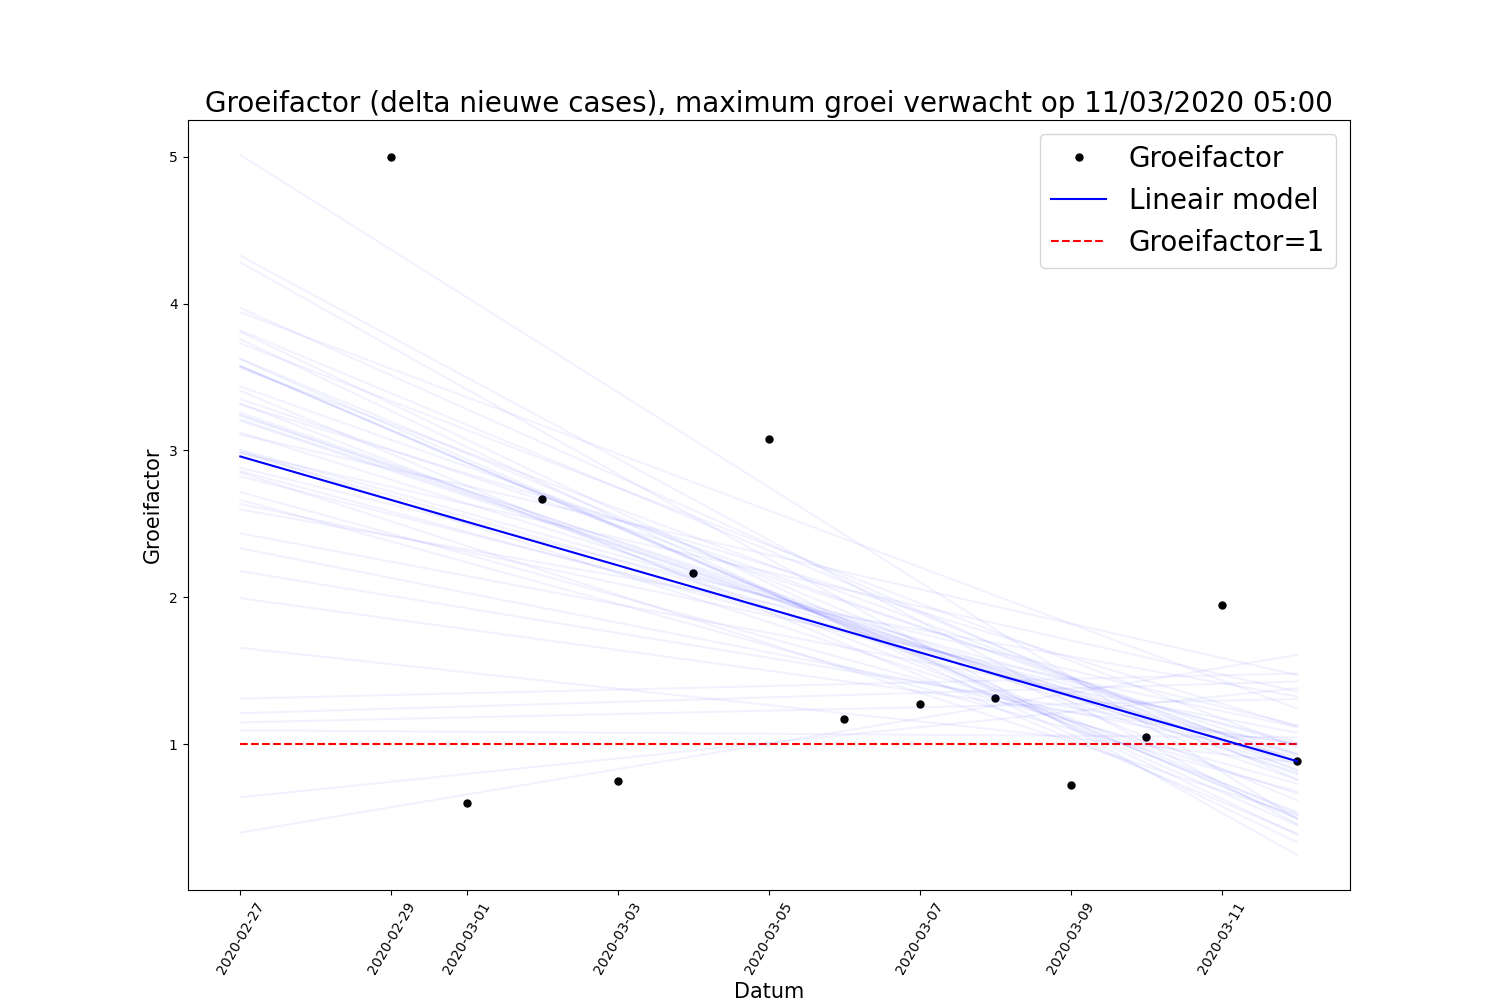 Groeifactor (delta nieuwe cases), maximum groei verwacht op 11/03/2020 05:00
Groeifactor
Lineair model
Groeifactor=1
5
4
3
2
1
Groeifactor
2020-02-27
2020-02-29
2020-03-01
2020-03-03
2020-03-05
2020-03-07
2020-03-09
2020-03-11
Datum